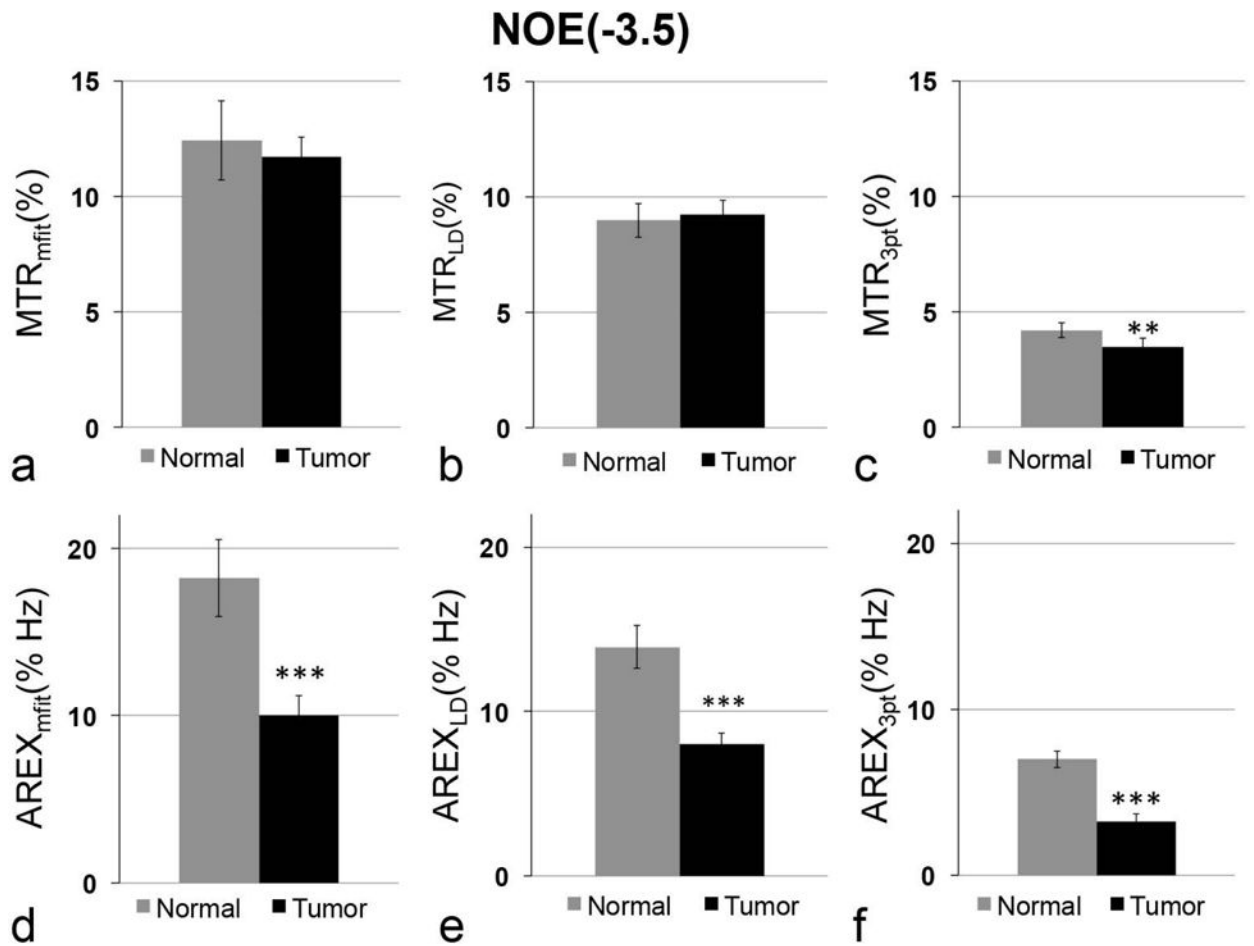 NOE(-3.5)
MTRmfit(%)
15
10
5
0
Normal Tumor
a
MTRLD(%)
15
10
5
0
Normal Tumor
b
MTR3pt(%)
15
10
5
0
**
Normal Tumor
c
AREXmfit(% Hz)
20
10
0
***
Normal Tumor
d
AREXLD(% Hz)
20
10
0
***
Normal Tumor
e
AREX3pt(% Hz)
20
10
0
***
Normal Tumor
f